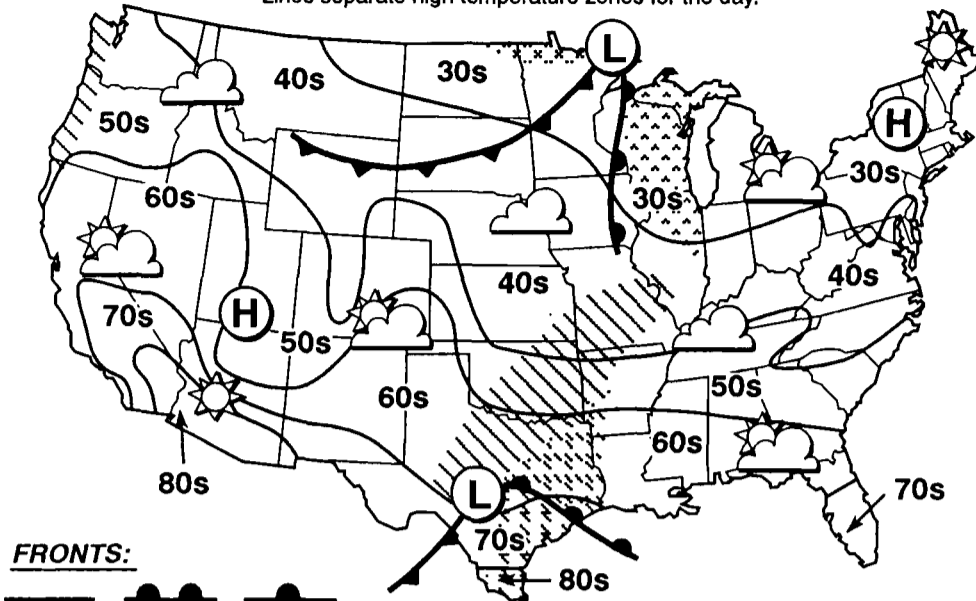 Lines separate high temperature zones for the day.
L
40s
30s
50s
H
30s
30s
60s
40s
40s
70s
H
50s
60s
50s
60s
80s
L
70s
70s
80s
FRONTS: